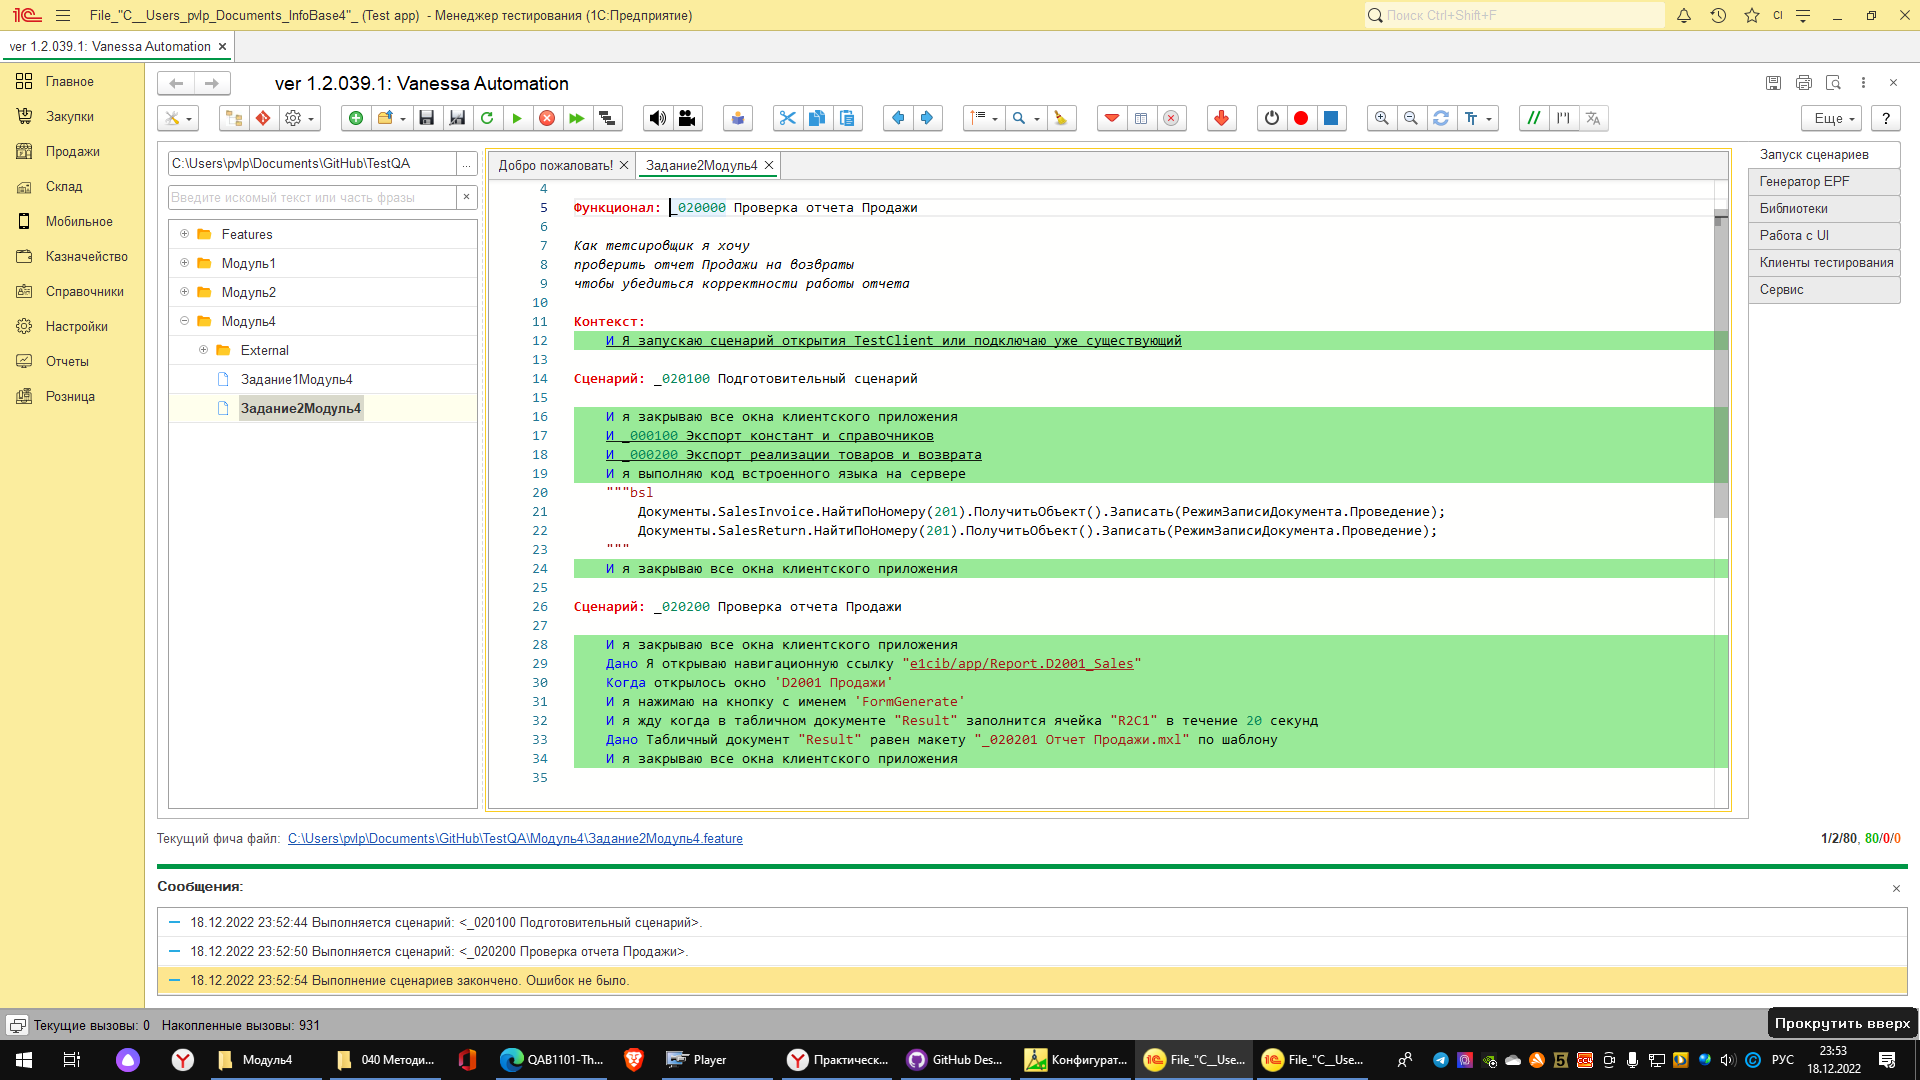 File_"C__Users_pvlp_Documents_InfoBase4"_ (Test app) - Менеджер тестирования (1С:Предприятие)
Поиск Ctrl+Shift+F
CI
ver 1.2.039.1: Vanessa Automation ×
Главное
Закупки
Продажи
Склад
Мобильное
Казначейство
Справочники
Настройки
Отчеты
Розница
ver 1.2.039.1: Vanessa Automation
Еще
?
C:\Users\pvlp\Documents\GitHub\TestQA ...
Введите искомый текст или часть фразы ×
Features
Модуль1
Модуль2
Модуль4
External
Задание1Модуль4
Задание2Модуль4
Добро пожаловать! × Задание2Модуль4 ×
4
5 Функционал: _020000 Проверка отчета Продажи
6
7 Как тетсировщик я хочу
8 проверить отчет Продажи на возвраты
9 чтобы убедиться корректности работы отчета
10
11 Контекст:
12 И Я запускаю сценарий открытия TestClient или подключаю уже существующий
13
14 Сценарий: _020100 Подготовительный сценарий
15
16 И я закрываю все окна клиентского приложения
17 И _000100 Экспорт констант и справочников
18 И _000200 Экспорт реализации товаров и возврата
19 И я выполняю код встроенного языка на сервере
20 """bsl
21 Документы.SalesInvoice.НайтиПоНомеру(201).ПолучитьОбъект().Записать(РежимЗаписиДокумента.Проведение);
22 Документы.SalesReturn.НайтиПоНомеру(201).ПолучитьОбъект().Записать(РежимЗаписиДокумента.Проведение);
23 """
24 И я закрываю все окна клиентского приложения
25
26 Сценарий: _020200 Проверка отчета Продажи
27
28 И я закрываю все окна клиентского приложения
29 Дано Я открываю навигационную ссылку "e1cib/app/Report.D2001_Sales"
30 Когда открылось окно 'D2001 Продажи'
31 И я нажимаю на кнопку с именем 'FormGenerate'
32 И я жду когда в табличном документе "Result" заполнится ячейка "R2C1" в течение 20 секунд
33 Дано Табличный документ "Result" равен макету "_020201 Отчет Продажи.mxl" по шаблону
34 И я закрываю все окна клиентского приложения
35
Запуск сценариев
Генератор EPF
Библиотеки
Работа с UI
Клиенты тестирования
Сервис
Текущий фича файл: C:\Users\pvlp\Documents\GitHub\TestQA\Модуль4\Задание2Модуль4.feature
1/2/80, 80/0/0
Сообщения:
18.12.2022 23:52:44 Выполняется сценарий: <_020100 Подготовительный сценарий>.
18.12.2022 23:52:50 Выполняется сценарий: <_020200 Проверка отчета Продажи>.
18.12.2022 23:52:54 Выполнение сценариев закончено. Ошибок не было.
Текущие вызовы: 0 Накопленные вызовы: 931
Прокрутить вверх
Модуль4
040 Методи...
QAB1101-Th...
Player
Практическ...
GitHub Des...
Конфигурат...
File_"C__Use...
File_"C__Use...
РУС
23:53
18.12.2022